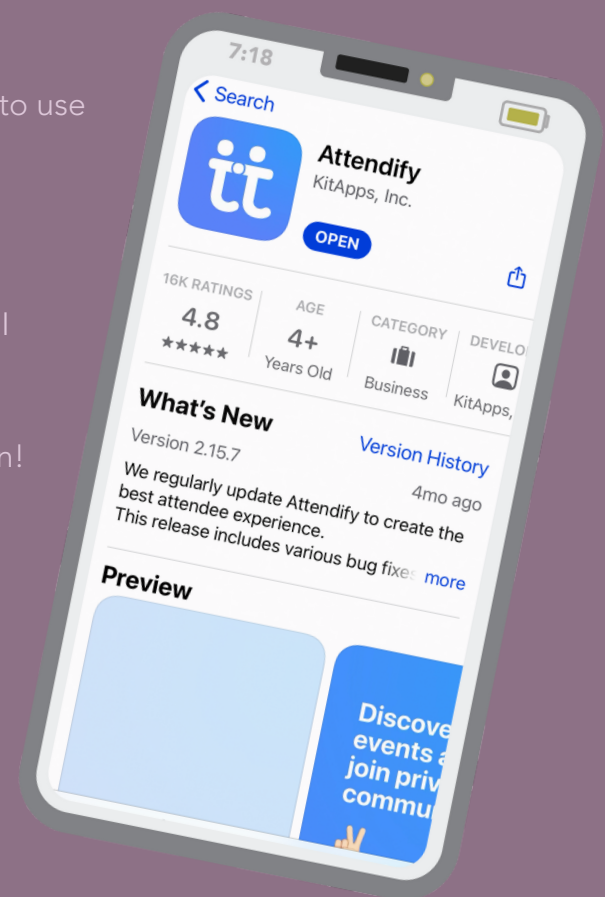 to use
l
n!
7:18
Search
Attendify
KitApps, Inc.
OPEN
16K RATINGS
4.8
AGE
4+
Years Old
CATEGORY
Business
DEVELO
KitApps,
What's New
Version History
Version 2.15.7
4mo ago
We regularly update Attendify to create the
best attendee experience.
This release includes various bug fixes
more
Preview
Discove
events a
join priv
commu